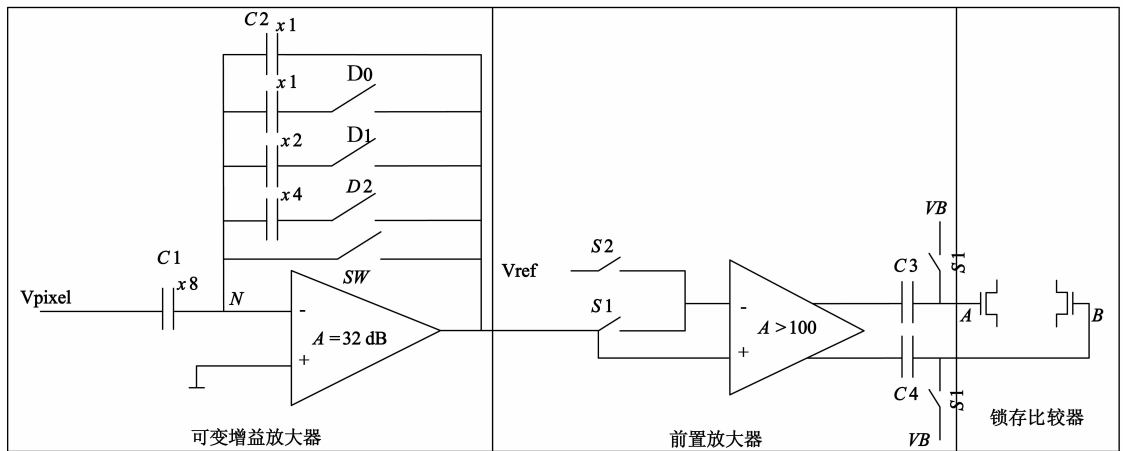 C2
x1
x1
D0
x2
D1
x4
D2
SW
C1
x8
Vpixel
N
-
A=32 dB
+
可变增益放大器
S2
Vref
S1
-
A>100
+
前置放大器
VB
S1
C3
A
B
C4
S1
VB
锁存比较器